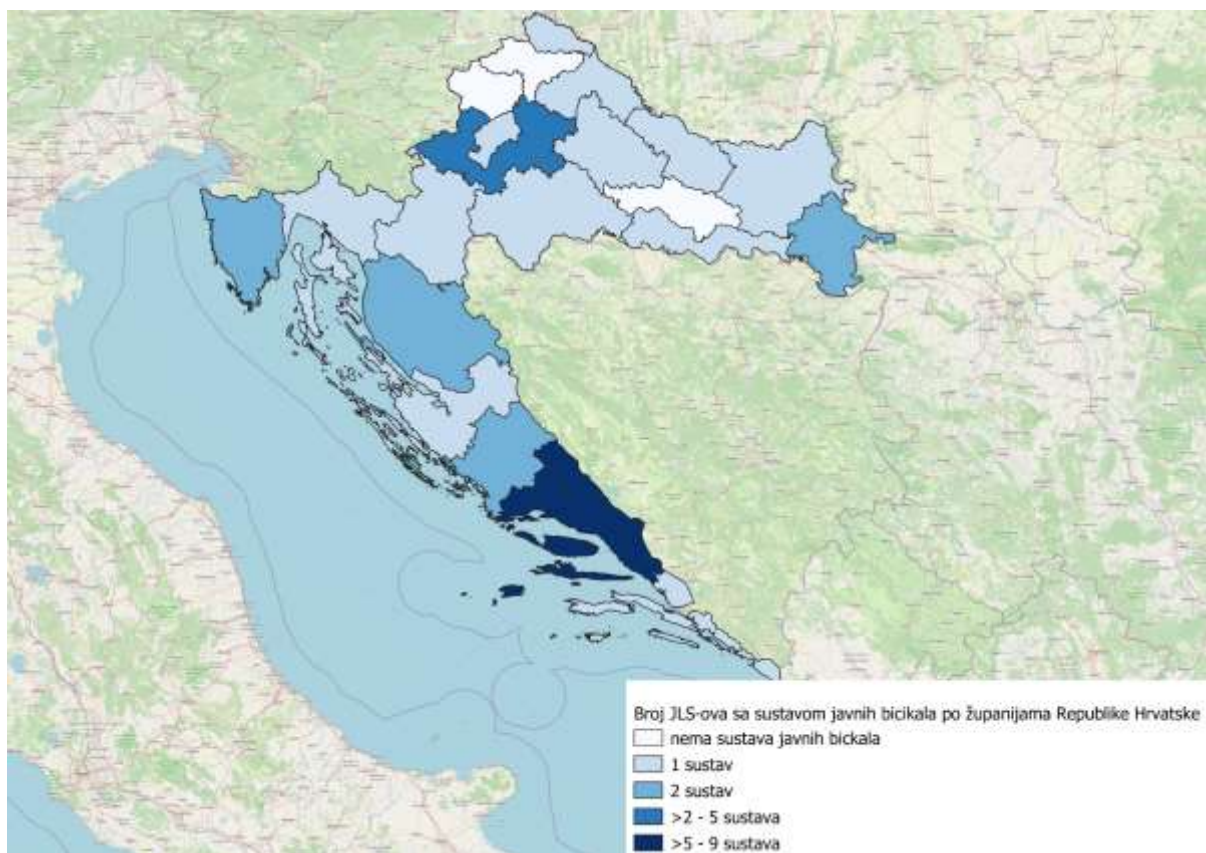 Broj JLS-ova sa sustavom javnih bicikala po županijama Republike Hrvatske
nema sustava javnih bickala
1 sustav
2 sustav
>2 - 5 sustava
>5 - 9 sustava